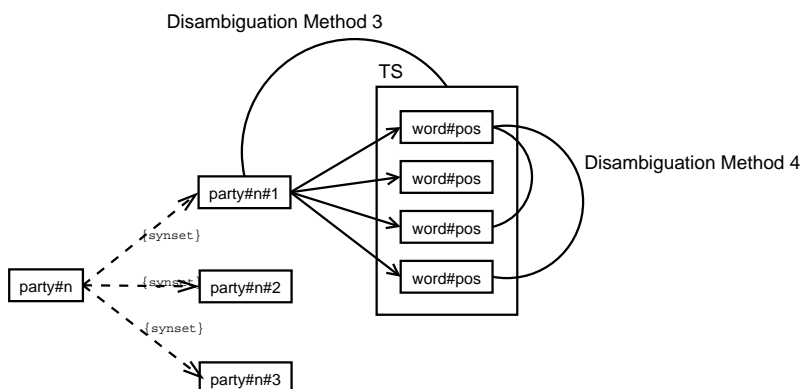 Disambiguation Method 3
TS
word#pos
word#pos
Disambiguation Method 4
party#n#1
word#pos
{synset}
word#pos
party#n
{synset}
party#n#2
{synset}
party#n#3